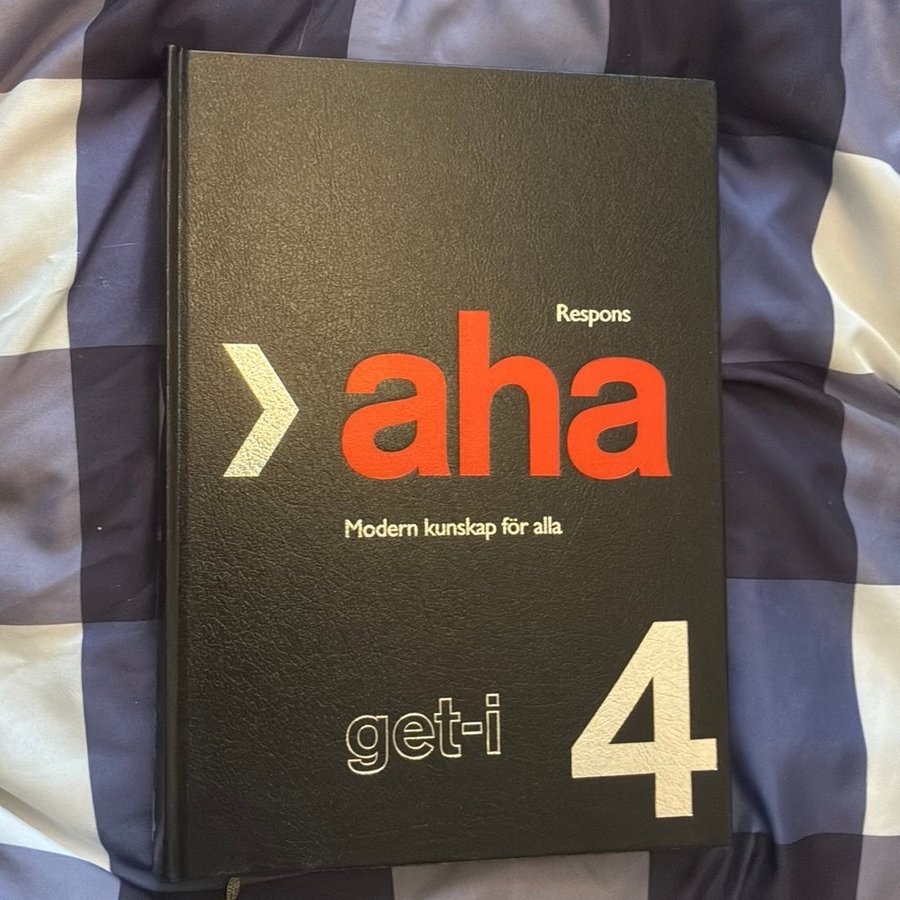 Respons
aha
Modern kunskap för alla
get-i
4